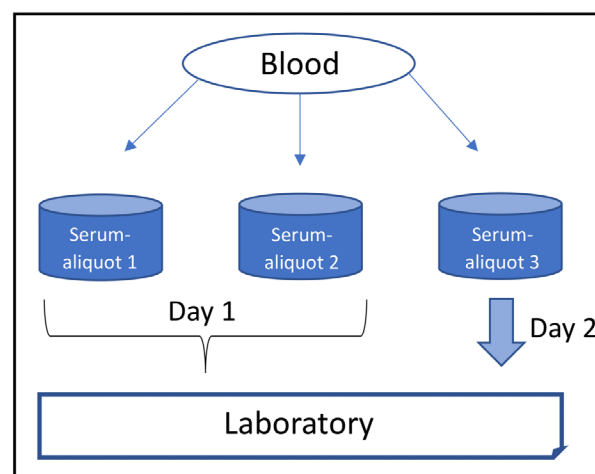 Blood
Serum-
aliquot 1
Serum-
aliquot 2
Serum-
aliquot 3
Day 1
Day 2
Laboratory